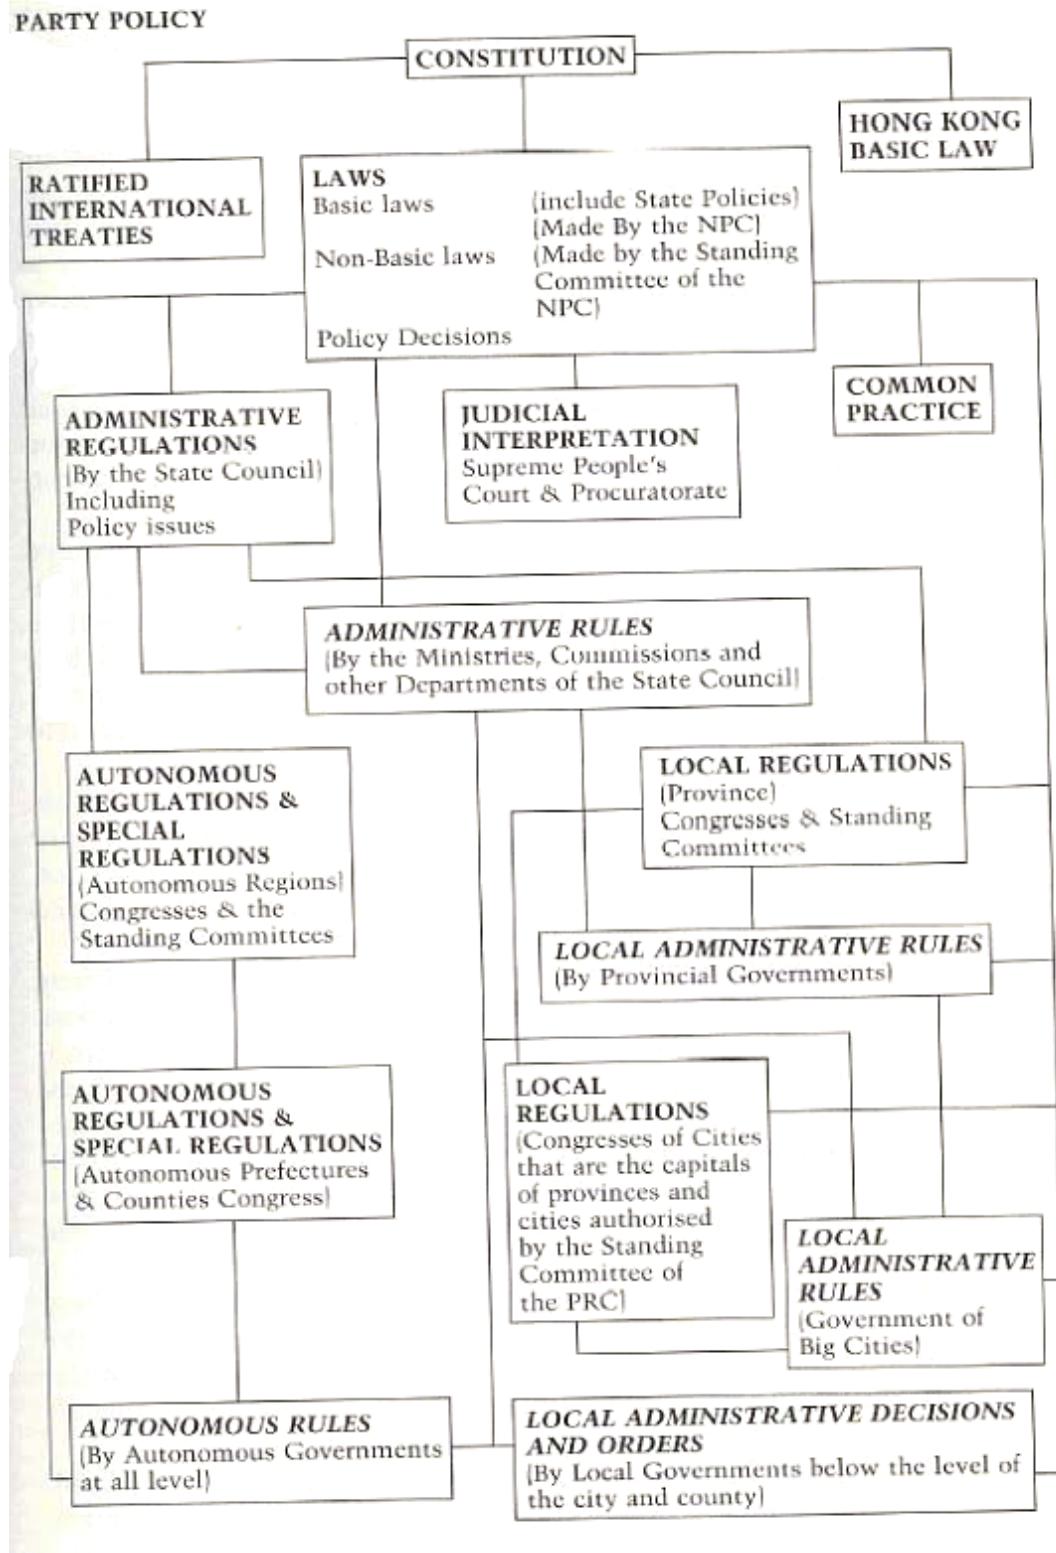 PARTY POLICY
CONSTITUTION
HONG KONG
BASIC LAW
RATIFIED
INTERNATIONAL
TREATIES
LAWS
Basic laws (include State Policies)
(Made By the NPC)
Non-Basic laws (Made by the Standing
Committee of the
NPC)
Policy Decisions
ADMINISTRATIVE
REGULATIONS
(By the State Council)
Including
Policy issues
JUDICIAL
INTERPRETATION
Supreme People's
Court & Procuratorate
COMMON
PRACTICE
ADMINISTRATIVE RULES
(By the Ministries, Commissions and
other Departments of the State Council)
AUTONOMOUS
REGULATIONS &
SPECIAL
REGULATIONS
(Autonomous Regions)
Congresses & the
Standing Committees
LOCAL REGULATIONS
(Province)
Congresses & Standing
Committees
LOCAL ADMINISTRATIVE RULES
(By Provincial Governments)
AUTONOMOUS
REGULATIONS &
SPECIAL REGULATIONS
(Autonomous Prefectures
& Counties Congress)
LOCAL
REGULATIONS
(Congresses of Cities
that are the capitals
of provinces and
cities authorised
by the Standing
Committee of
the PRC)
LOCAL
ADMINISTRATIVE
RULES
(Government of
Big Cities)
AUTONOMOUS RULES
(By Autonomous Governments
at all level)
LOCAL ADMINISTRATIVE DECISIONS
AND ORDERS
(By Local Governments below the level of
the city and county)